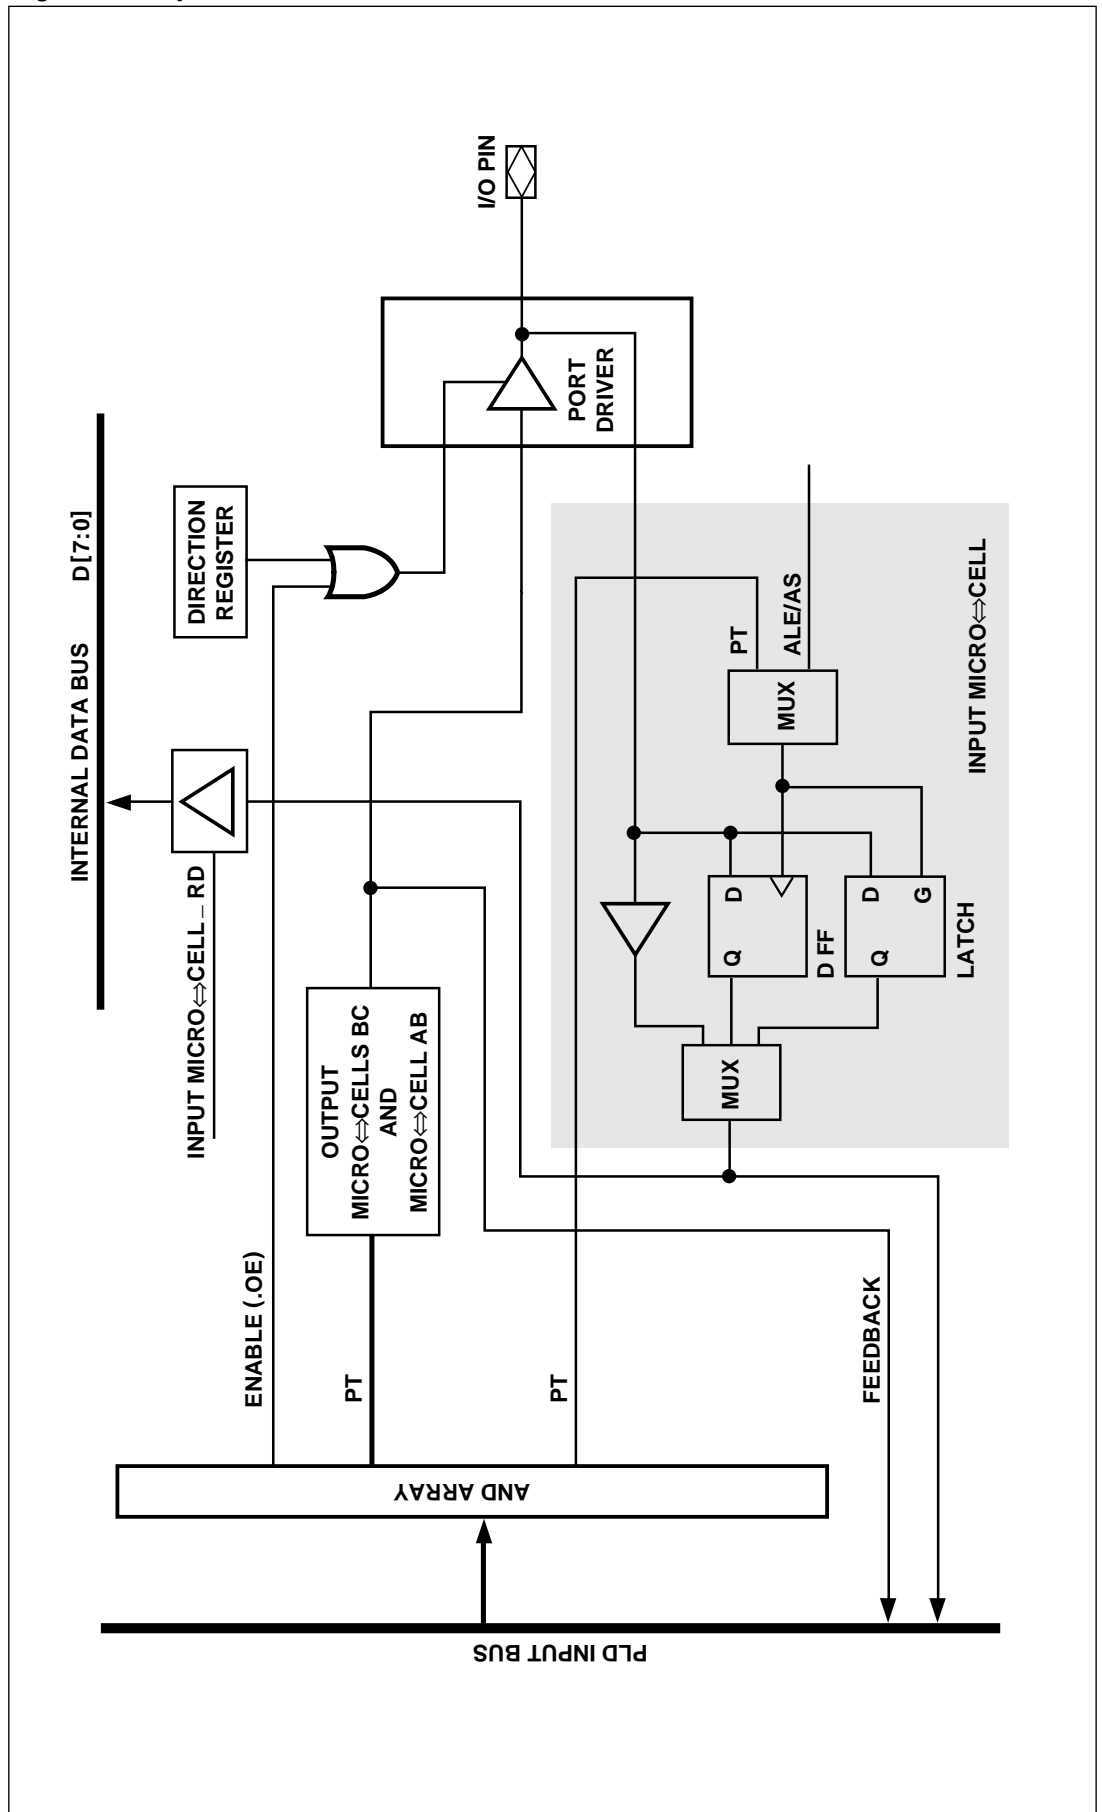 INTERNAL DATA BUS D[7:0]
INPUT MICRO⇔CELL_RD
DIRECTION
REGISTER
ENABLE (.OE)
OUTPUT
MICRO⇔CELLS BC
AND
MICRO⇔CELL AB
PT
I/O PIN
PORT
DRIVER
PT
AND ARRAY
PLD INPUT BUS
MUX
Q
D
D FF
Q
D
G
LATCH
MUX
PT
ALE/AS
FEEDBACK
INPUT MICRO⇔CELL